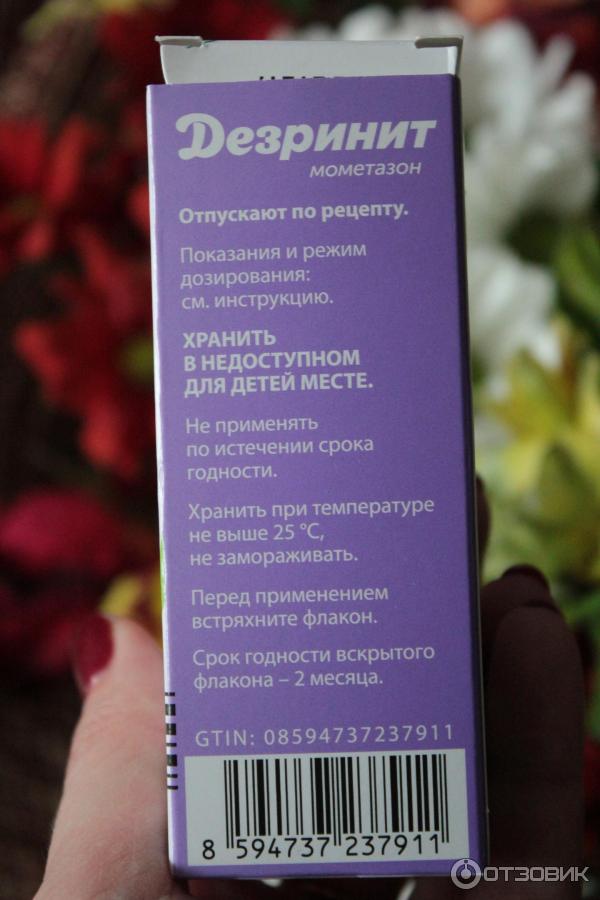 Дезринит
мометазон
Отпускают по рецепту.
Показания и режим
дозирования:
см. инструкцию.
ХРАНИТЬ
В НЕДОСТУПНОМ
ДЛЯ ДЕТЕЙ МЕСТЕ.
Не применять
по истечении срока
годности.
Хранить при температуре
не выше 25 °C,
не замораживать.
Перед применением
встряхните флакон.
Срок годности вскрытого
флакона – 2 месяца.
GTIN: 08594737237911
8 594737 237911
ОТЗОВИК